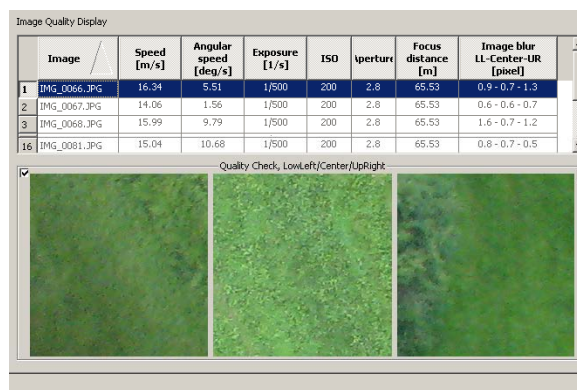 Image Quality Display
Image Speed [m/s] Angular speed [deg/s] Exposure [1/s] ISO Aperture Focus distance [m] Image blur LL-Center-UR [pixel]
1 IMG_0066.JPG 16.34 5.51 1/500 200 2.8 65.53 0.9 - 0.7 - 1.3
2 IMG_0067.JPG 14.06 1.56 1/500 200 2.8 65.53 0.6 - 0.6 - 0.7
3 IMG_0068.JPG 15.99 9.79 1/500 200 2.8 65.53 1.6 - 0.7 - 1.2
16 IMG_0081.JPG 15.04 10.68 1/500 200 2.8 65.53 0.8 - 0.7 - 0.5
Quality Check, LowLeft/Center/UpRight